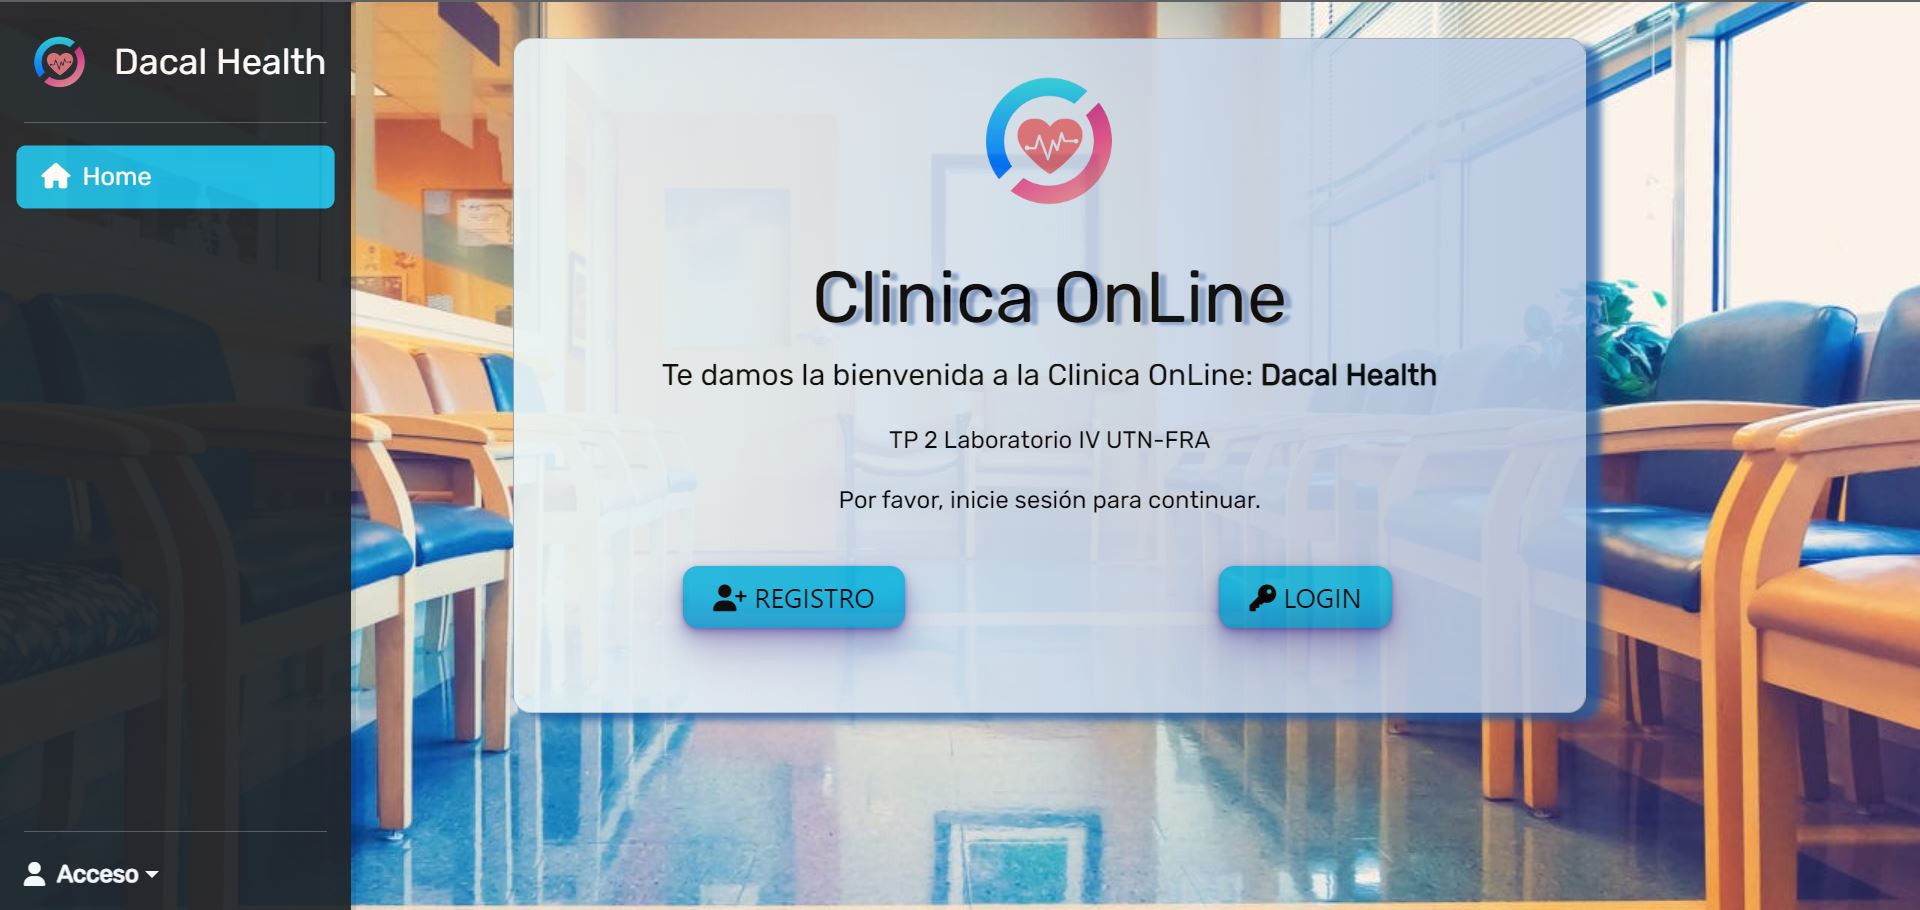 Dacal Health
Home
Clinica OnLine
Te damos la bienvenida a la Clinica OnLine: Dacal Health
TP 2 Laboratorio IV UTN-FRA
Por favor, inicie sesión para continuar.
REGISTRO
LOGIN
Acceso